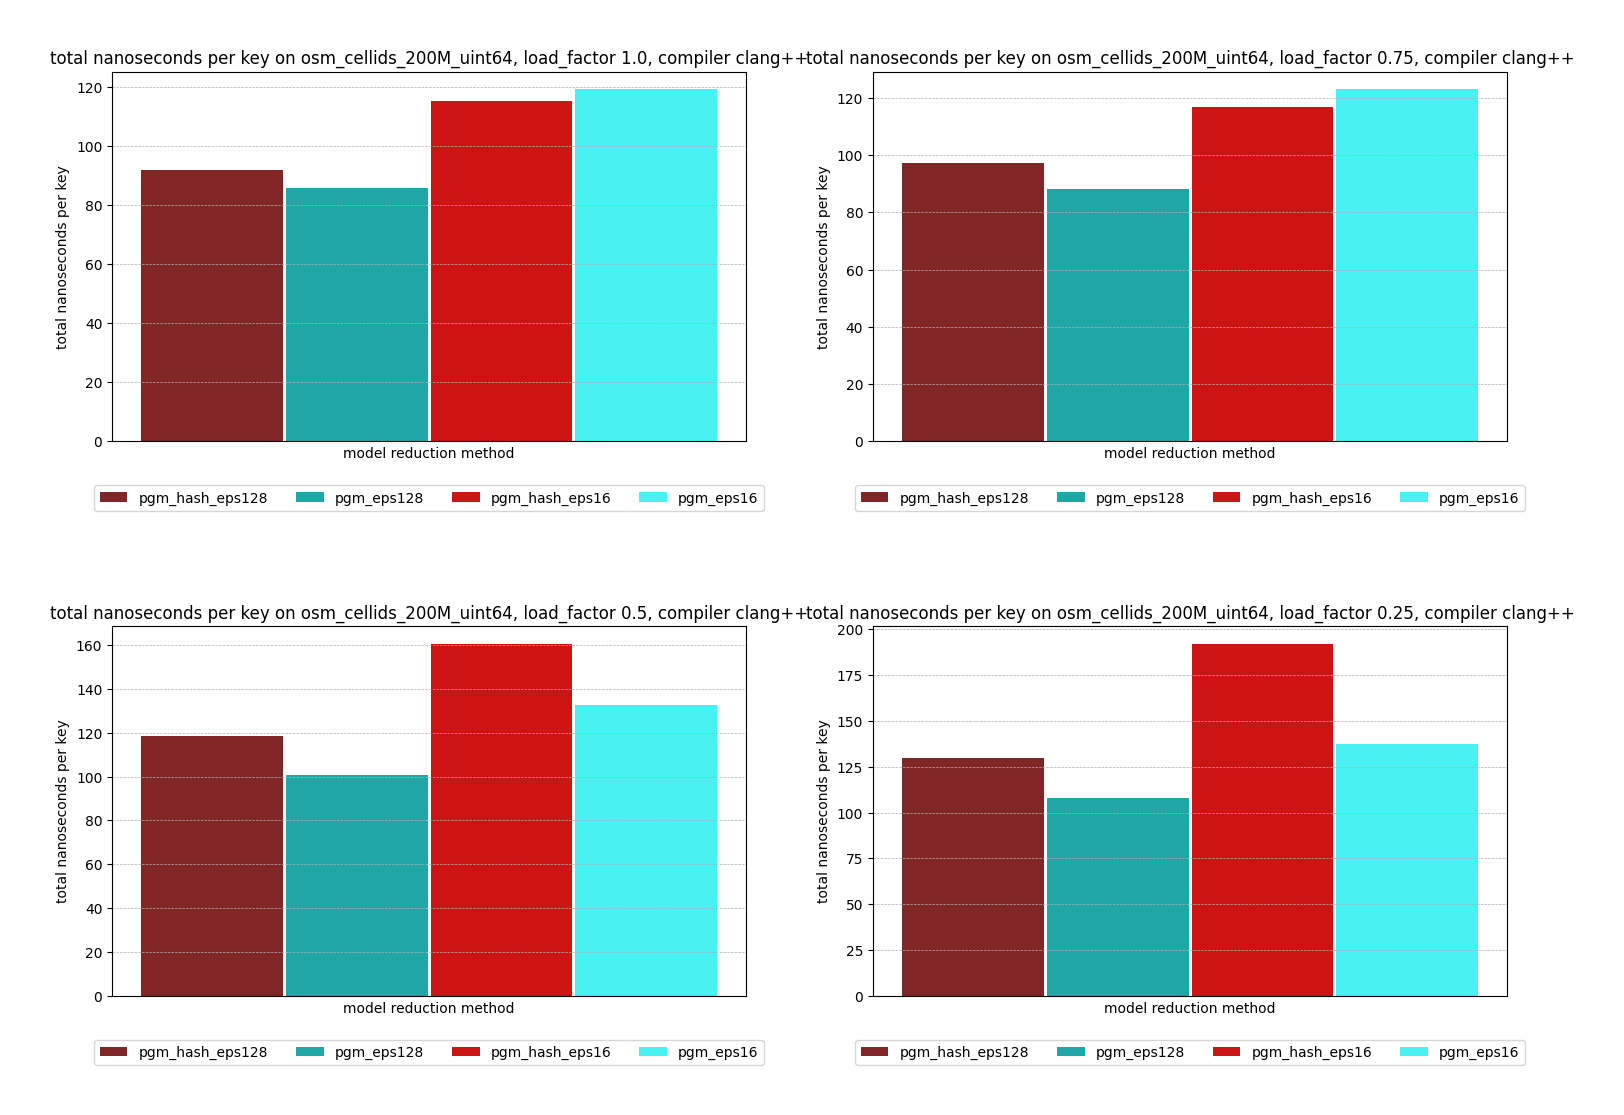 total nanoseconds per key on osm_cellids_200M_uint64, load_factor 1.0, compiler clang++
total nanoseconds per key
120
100
80
60
40
20
0
model reduction method
pgm_hash_eps128 pgm_eps128 pgm_hash_eps16 pgm_eps16
total nanoseconds per key on osm_cellids_200M_uint64, load_factor 0.75, compiler clang++
total nanoseconds per key
120
100
80
60
40
20
0
model reduction method
pgm_hash_eps128 pgm_eps128 pgm_hash_eps16 pgm_eps16
total nanoseconds per key on osm_cellids_200M_uint64, load_factor 0.5, compiler clang++
total nanoseconds per key
160
140
120
100
80
60
40
20
0
model reduction method
pgm_hash_eps128 pgm_eps128 pgm_hash_eps16 pgm_eps16
total nanoseconds per key on osm_cellids_200M_uint64, load_factor 0.25, compiler clang++
total nanoseconds per key
200
175
150
125
100
75
50
25
0
model reduction method
pgm_hash_eps128 pgm_eps128 pgm_hash_eps16 pgm_eps16